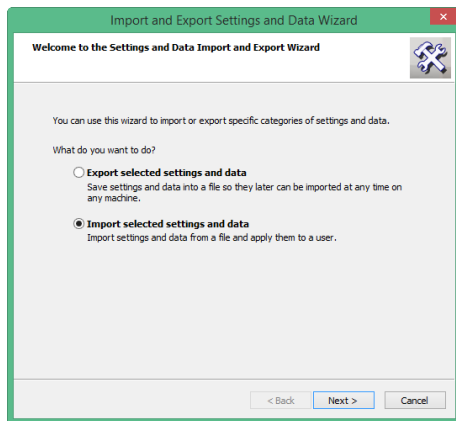 Import and Export Settings and Data Wizard
Welcome to the Settings and Data Import and Export Wizard
You can use this wizard to import or export specific categories of settings and data.
What do you want to do?
Export selected settings and data
Save settings and data into a file so they later can be imported at any time on
any machine.
Import selected settings and data
Import settings and data from a file and apply them to a user.
< Back
Next >
Cancel